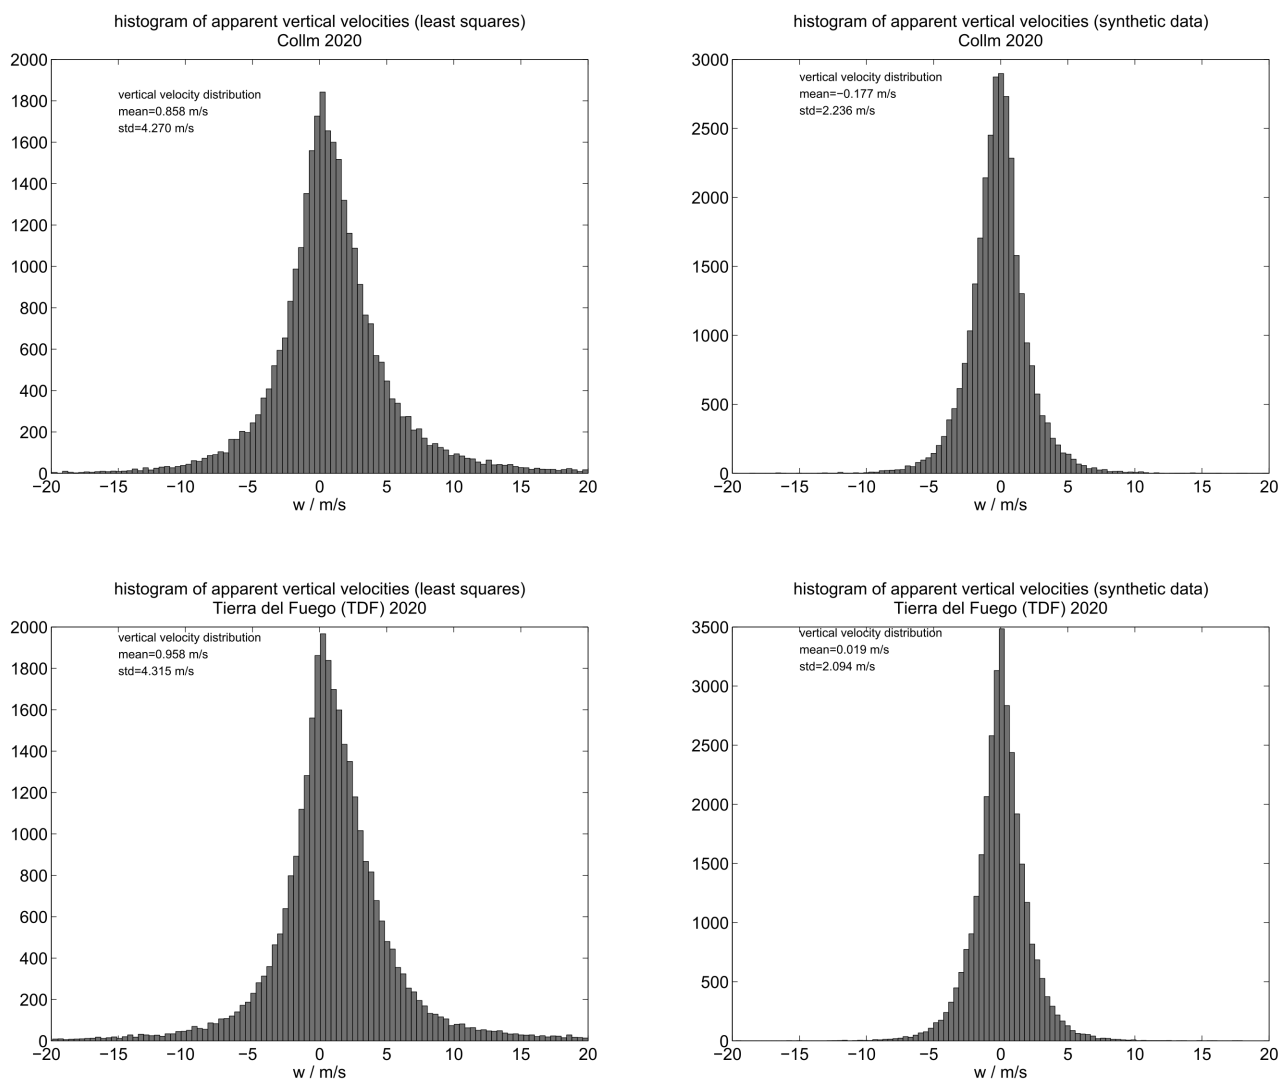 histogram of apparent vertical velocities (least squares)
Collm 2020
2000
1800
1600
1400
1200
1000
800
600
400
200
0
vertical velocity distribution
mean=0.858 m/s
std=4.270 m/s
−20 −15 −10 −5 0 5 10 15 20
w / m/s
histogram of apparent vertical velocities (synthetic data)
Collm 2020
3000
2500
2000
1500
1000
500
0
vertical velocity distribution
mean=−0.177 m/s
std=2.236 m/s
−20 −15 −10 −5 0 5 10 15 20
w / m/s
histogram of apparent vertical velocities (least squares)
Tierra del Fuego (TDF) 2020
2000
1800
1600
1400
1200
1000
800
600
400
200
0
vertical velocity distribution
mean=0.958 m/s
std=4.315 m/s
−20 −15 −10 −5 0 5 10 15 20
w / m/s
histogram of apparent vertical velocities (synthetic data)
Tierra del Fuego (TDF) 2020
3500
3000
2500
2000
1500
1000
500
0
vertical velocity distribution
mean=0.019 m/s
std=2.094 m/s
−20 −15 −10 −5 0 5 10 15 20
w / m/s